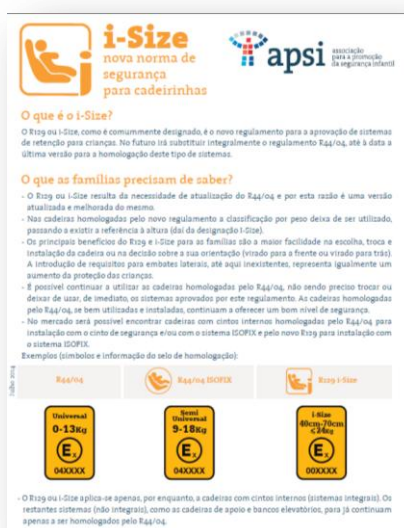 i-Size
nova norma de
segurança
para cadeirinhas
apsi
associação
para a promoção
da segurança infantil
O que é o i-Size?
O R129 ou i-Size, como é comummente designado, é o novo regulamento para a aprovação de sistemas
de retenção para crianças. No futuro irá substituir integralmente o regulamento R44/04, até à data a
última versão para a homologação deste tipo de sistemas.
O que as famílias precisam de saber?
- O R129 ou i-Size resulta da necessidade de atualização do R44/04 e por esta razão é uma versão
atualizada e melhorada do mesmo.
- Nas cadeiras homologadas pelo novo regulamento a classificação por peso deixa de ser utilizado,
passando a existir a referência à altura (daí da designação I-Size).
- Os principais benefícios do R129 e i-Size para as famílias são a maior facilidade na escolha, troca e
instalação da cadeira ou na decisão sobre a sua orientação (virado para a frente ou virado para trás).
A introdução de requisitos para embates laterais, até aqui inexistentes, representa igualmente um
aumento da proteção das crianças.
- É possível continuar a utilizar as cadeiras homologadas pelo R44/04, não sendo preciso trocar ou
deixar de usar, de imediato, os sistemas aprovados por este regulamento. As cadeiras homologadas
pelo R44/04, se bem utilizadas e instaladas, continuam a oferecer um bom nível de segurança.
- No mercado será possível encontrar cadeiras com cintos internos homologadas pelo R44/04 para
instalação com o cinto de segurança e/ou com o sistema ISOFIX e pelo novo R129 para instalação com
o sistema ISOFIX.
Exemplos (símbolos e informação do selo de homologação):
Julho 2014
R44/04
R44/04 ISOFIX
R129 i-Size
Universal
0-13Kg
E
04XXXX
Semi
Universal
9-18Kg
E
04XXXX
i-Size
40cm-70cm
≤24Kg
E
00XXXX
- O R129 ou i-Size aplica-se apenas, por enquanto, a cadeiras com cintos internos (sistemas integrais). Os
restantes sistemas (não integrais), como as cadeiras de apoio e bancos elevatórios, para já continuam
apenas a ser homologados pelo R44/04.